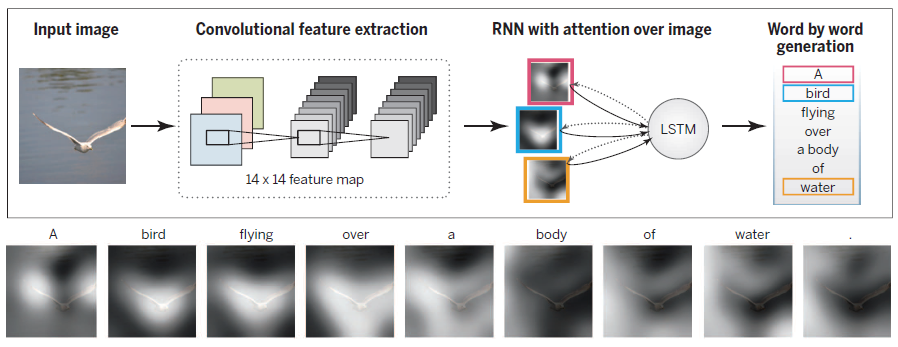 Input image
Convolutional feature extraction
RNN with attention over image
Word by word
generation
14 x 14 feature map
LSTM
A
bird
flying
over
a body
of
water
A bird flying over a body of water .